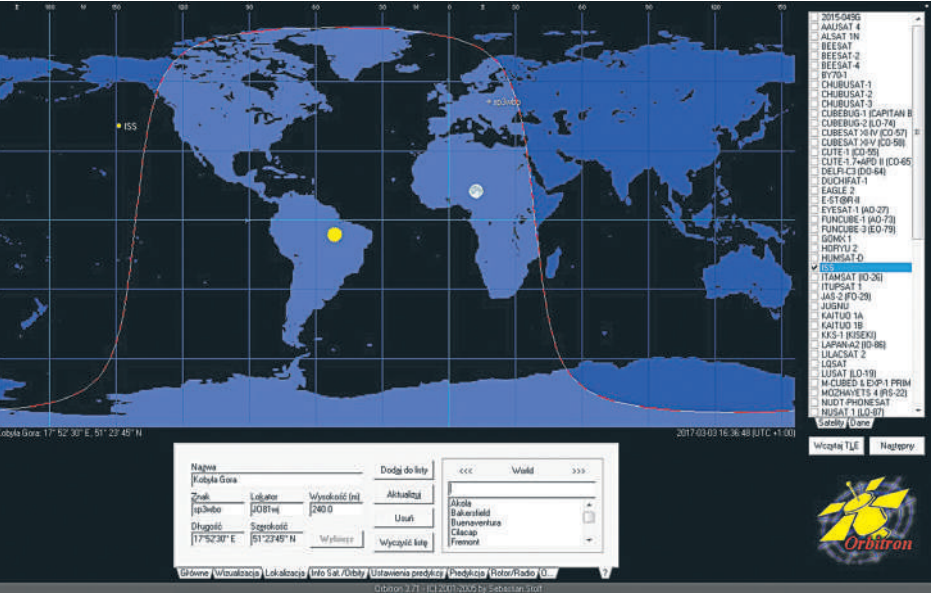 ISS
sp3wbo
2015-049G
AAUSAT 4
ALSAT 1N
BEESAT
BEESAT-2
BEESAT-4
BY70-1
CHUBUSAT-1
CHUBUSAT-2
CHUBUSAT-3
CUBEBUG-1 (CAPITAN B
CUBEBUG-2 (LO-74)
CUBESAT XI-IV (CO-57)
CUBESAT XI-V (CO-58)
CUTE-1 (CO-55)
CUTE-1.7+APD II (CO-65
DELFI-C3 (DO-64)
DUCHIFAT-1
EAGLE 2
E-ST@R-II
EYESAT-1 (AO-27)
FUNCUBE-1 (AO-73)
FUNCUBE-3 (EO-79)
GOMX 1
HORYU 2
HUMSAT-D
ISS
ITAMSAT (IO-26)
ITUPSAT 1
JAS-2 (FO-29)
JUGNU
KAITUO 1A
KAITUO 1B
KKS-1 (KISEKI)
LAPAN-A2 (IO-86)
LILACSAT 2
LQSAT
LUSAT (LO-19)
M-CUBED & EXP-1 PRIM
MOZHAYETS 4 (RS-22)
NUDT-PHONESAT
NUSAT 1 (LO-87)
Satelity Dane
Kobyla Gora: 17° 52' 30" E, 51° 23' 45" N
2017-03-03 16:36:48 (UTC +1:00)
Wczytaj TLE Następny
Nazwa
Kobyla Gora
Znak Lokator Wysokość (m)
sp3wbo JO81wj 240.0
Długość Szerokość
17°52'30" E 51°23'45" N Wybierz
Dodaj do listy
Aktualizuj
Usuń
Wyczyść listę
<<< World >>>
Akola
Bakersfield
Buenaventura
Cilacap
Fremont
Orbitron
Główne Wizualizacja Lokalizacja Info Sat./Orbity Ustawienia predykcji Predykcja Rotor/Radio O... ?
Orbitron 3.71 - (C) 2001-2005 by Sebastian Stoff